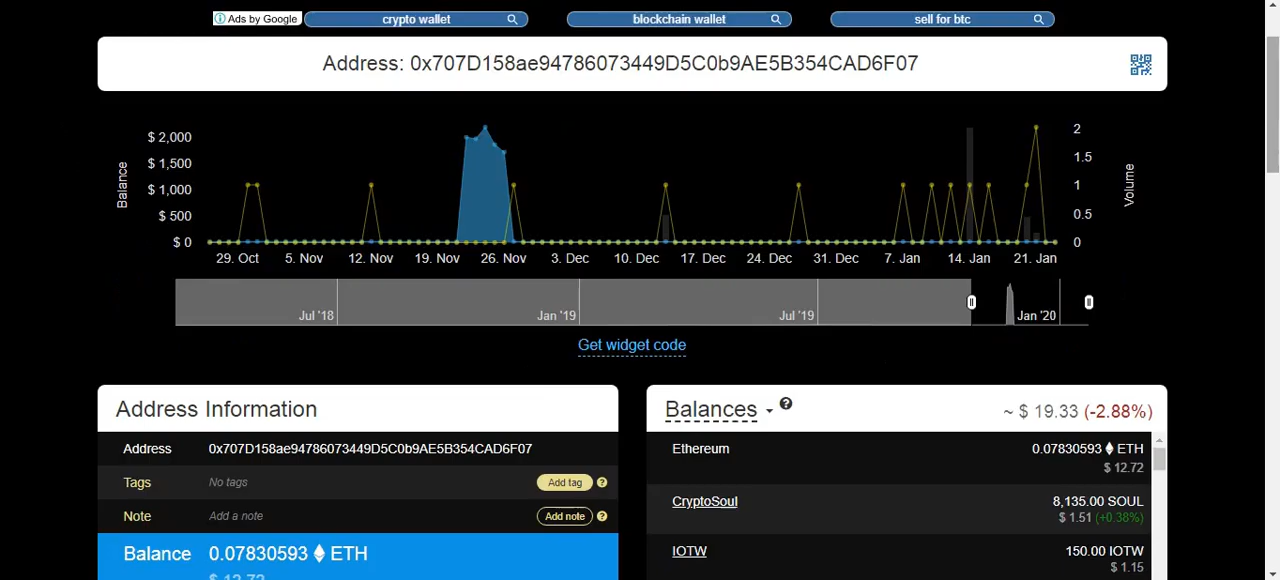 Ads by Google crypto wallet blockchain wallet sell for btc
Address: 0x707D158ae94786073449D5C0b9AE5B354CAD6F07
Balance
$ 2,000
$ 1,500
$ 1,000
$ 500
$ 0
2
1.5
1
0.5
0
Volume
29. Oct 5. Nov 12. Nov 19. Nov 26. Nov 3. Dec 10. Dec 17. Dec 24. Dec 31. Dec 7. Jan 14. Jan 21. Jan
Jul '18 Jan '19 Jul '19 Jan '20
Get widget code
Address Information
Address 0x707D158ae94786073449D5C0b9AE5B354CAD6F07
Tags No tags Add tag ?
Note Add a note Add note ?
Balance 0.07830593 ETH
$ 12.72
Balances ? ~ $ 19.33 (-2.88%)
Ethereum 0.07830593 ETH
$ 12.72
CryptoSoul 8,135.00 SOUL
$ 1.51 (+0.38%)
IOTW 150.00 IOTW
$ 1.15